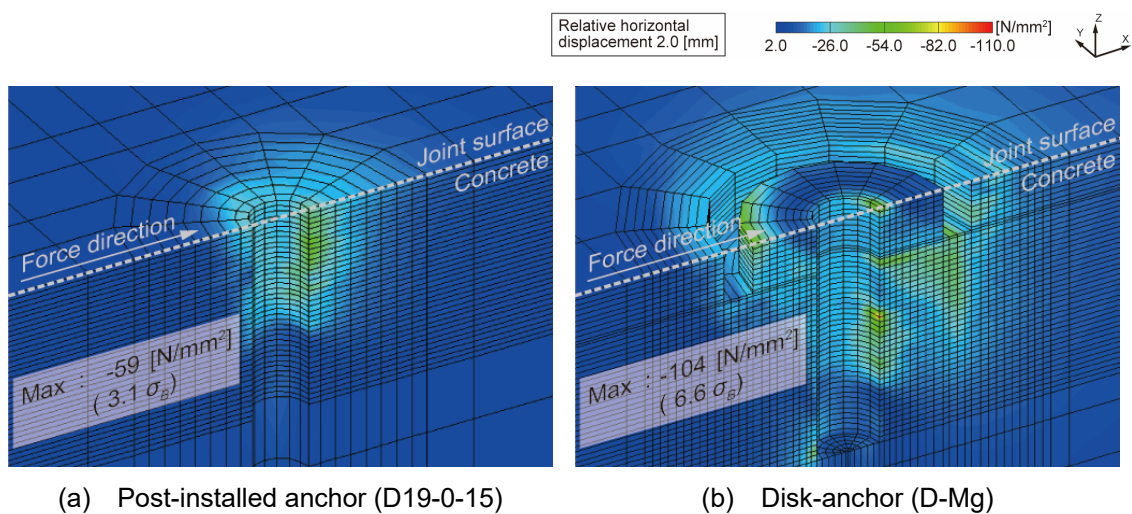 Relative horizontal
displacement 2.0 [mm]
[N/mm²]
2.0 -26.0 -54.0 -82.0 -110.0
Z
Y
X
Joint surface
Concrete
Force direction
Max : -59 [N/mm²]
( 3.1 σB)
Joint surface
Concrete
Force direction
Max : -104 [N/mm²]
(6.6 σB)
(a) Post-installed anchor (D19-0-15)
(b) Disk-anchor (D-Mg)